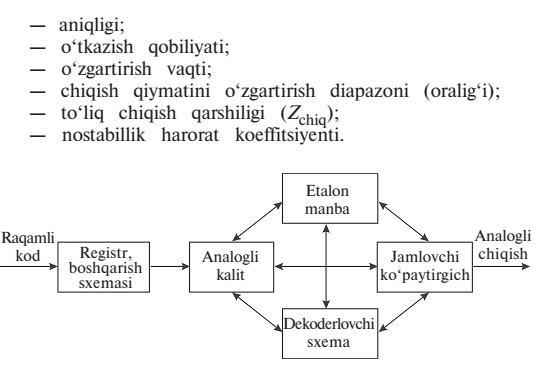 — aniqligi;
— o‘tkazish qobiliyati;
— o‘zgartirish vaqti;
— chiqish qiymatini o‘zgartirish diapazoni (oralig‘i);
— to‘liq chiqish qarshiligi (Zchiq);
— nostabillik harorat koeffitsiyenti.
Etalon
manba
Raqamli
kod
Registr,
boshqarish
sxemasi
Analogli
kalit
Jamlovchi
ko‘paytirgich
Analogli
chiqish
Dekoderlovchi
sxema